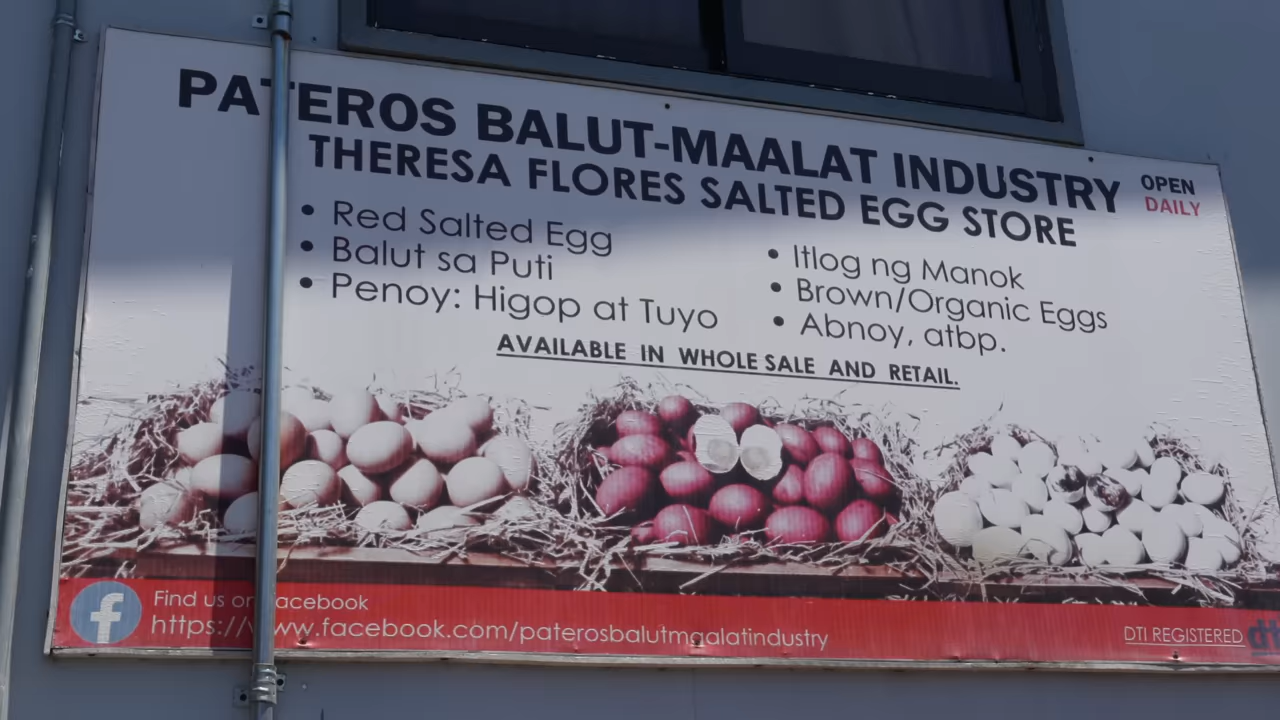 PATEROS BALUT-MAALAT INDUSTRY
THERESA FLORES SALTED EGG STORE
OPEN
DAILY
• Red Salted Egg
• Balut sa Puti
• Penoy: Higop at Tuyo
• Itlog ng Manok
• Brown/Organic Eggs
• Abnoy, atbp.
AVAILABLE IN WHOLE SALE AND RETAIL.
f
Find us on facebook
https://www.facebook.com/paterosbalutmaalatindustry
DTI REGISTERED